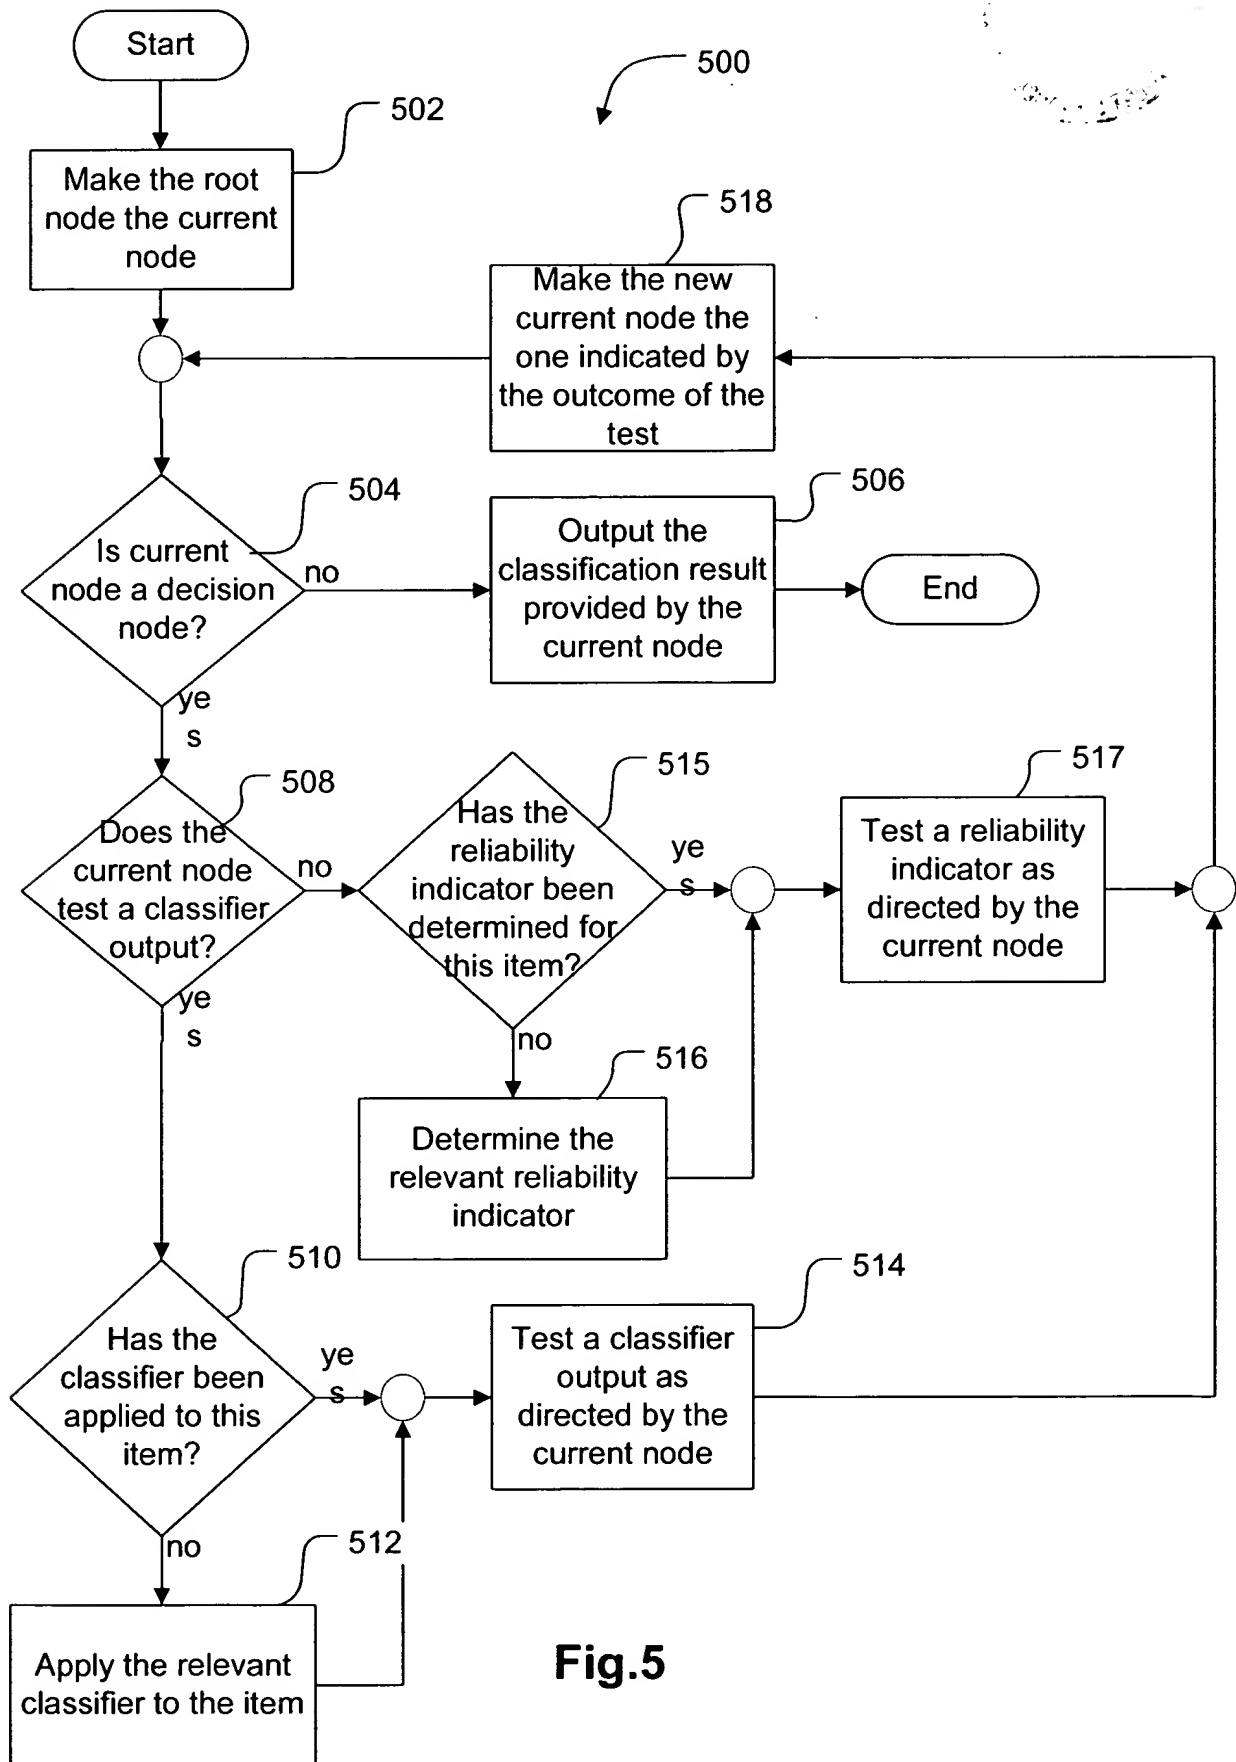 Start
500
502
Make the root
node the current
node
518
Make the new
current node the
one indicated by
the outcome of the
test
504
Is current
node a decision
node?
no
506
Output the
classification result
provided by the
current node
End
ye
s
508
Does the
current node
test a classifier
output?
no
515
Has the
reliability
indicator been
determined for
this item?
ye
s
517
Test a reliability
indicator as
directed by the
current node
ye
s
no
516
Determine the
relevant reliability
indicator
510
Has the
classifier been
applied to this
item?
ye
s
514
Test a classifier
output as
directed by the
current node
no
512
Apply the relevant
classifier to the item
Fig.5